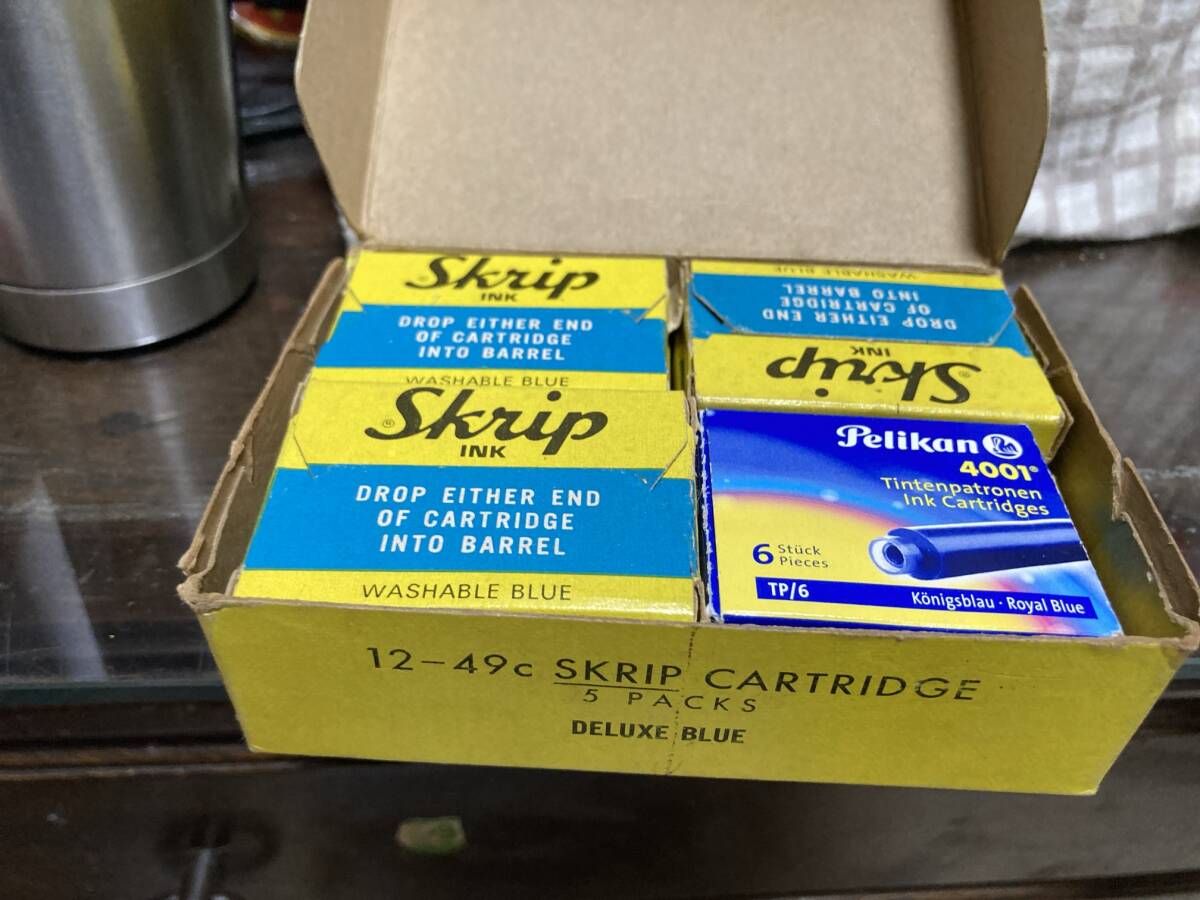 Skrip
INK
DROP EITHER END
OF CARTRIDGE
INTO BARREL
WASHABLE BLUE
Skrip
INK
DROP EITHER END
OF CARTRIDGE
INTO BARREL
WASHABLE BLUE
®Skrip
INK
DROP EITHER END
OF CARTRIDGE
INTO BARREL
WASHABLE BLUE
Pelikan
4001®
Tintenpatronen
Ink Cartridges
6 Stück
Pieces
TP/6
Königsblau · Royal Blue
12-49c SKRIP CARTRIDGE
5 PACKS
DELUXE BLUE